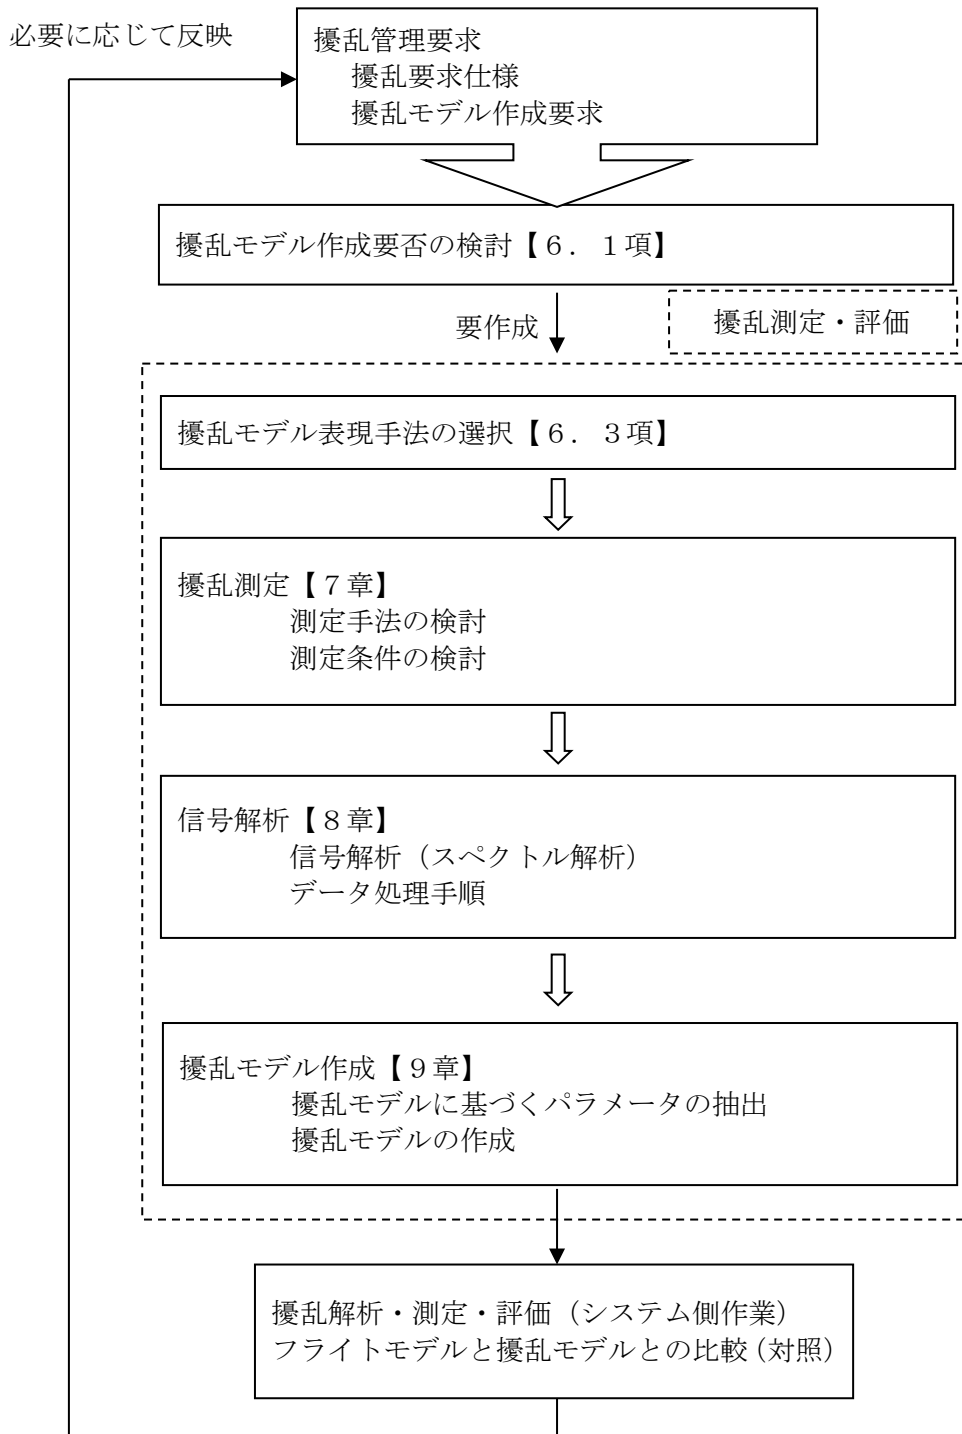 必要に応じて反映
擾乱管理要求
擾乱要求仕様
擾乱モデル作成要求
擾乱モデル作成要否の検討【６．１項】
要作成
擾乱測定・評価
擾乱モデル表現手法の選択【６．３項】
擾乱測定【７章】
測定手法の検討
測定条件の検討
信号解析【８章】
信号解析（スペクトル解析）
データ処理手順
擾乱モデル作成【９章】
擾乱モデルに基づくパラメータの抽出
擾乱モデルの作成
擾乱解析・測定・評価（システム側作業）
フライトモデルと擾乱モデルとの比較（対照）